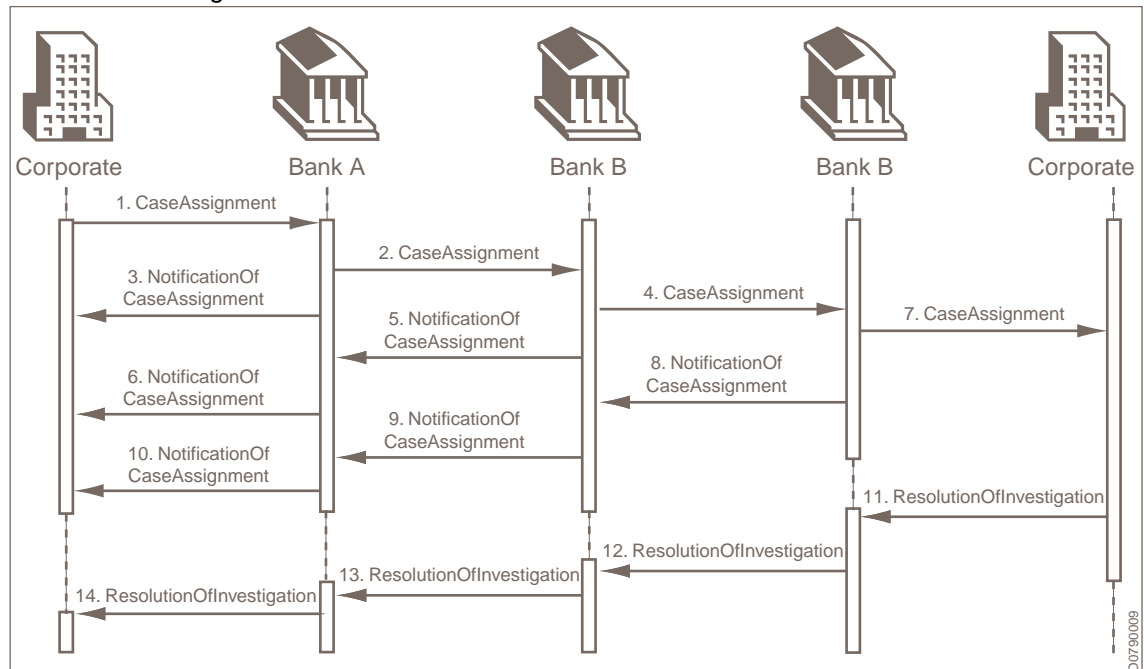 Corporate
Bank A
Bank B
Bank B
Corporate
1. CaseAssignment
2. CaseAssignment
3. NotificationOf
CaseAssignment
4. CaseAssignment
5. NotificationOf
CaseAssignment
6. NotificationOf
CaseAssignment
7. CaseAssignment
8. NotificationOf
CaseAssignment
9. NotificationOf
CaseAssignment
10. NotificationOf
CaseAssignment
11. ResolutionOfInvestigation
12. ResolutionOfInvestigation
13. ResolutionOfInvestigation
14. ResolutionOfInvestigation